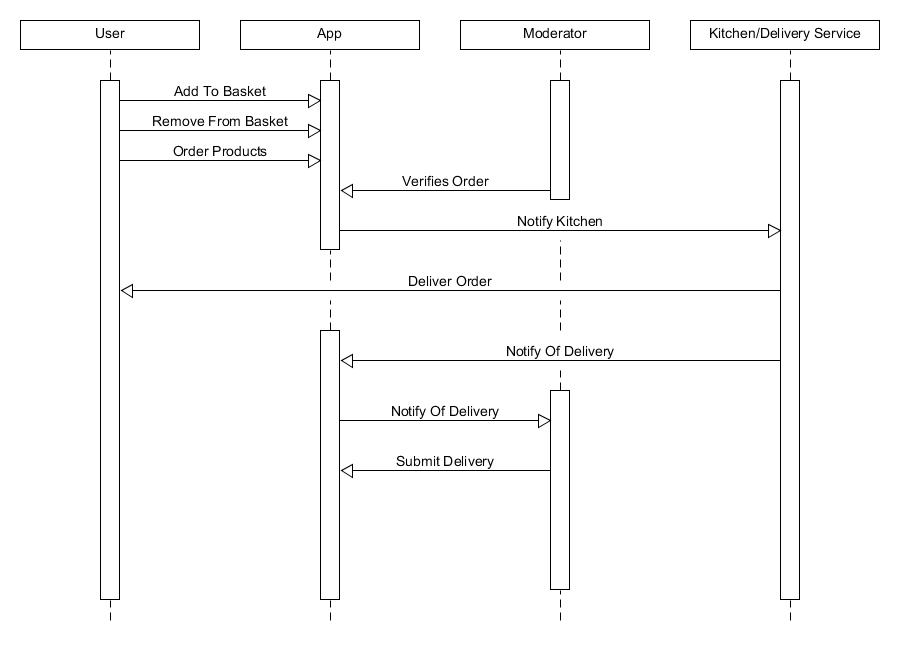 User
App
Moderator
Kitchen/Delivery Service
Add To Basket
Remove From Basket
Order Products
Verifies Order
Notify Kitchen
Deliver Order
Notify Of Delivery
Notify Of Delivery
Submit Delivery